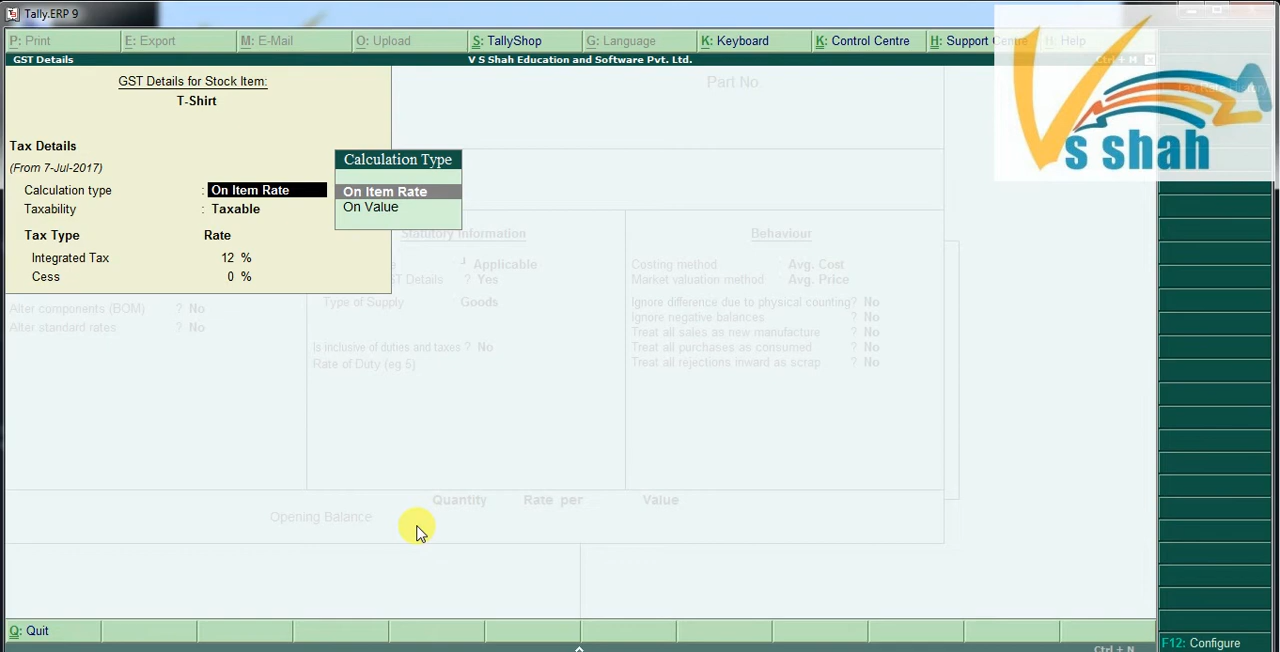 Tally.ERP 9
P: Print
E: Export
M: E-Mail
O: Upload
S: TallyShop
G: Language
K: Keyboard
K: Control Centre
H: Support Centre
H: Help
GST Details
V S Shah Education and Software Pvt. Ltd.
Ctrl + M
GST Details for Stock Item:
T-Shirt
Part No.
Vs shah
Tax Details
(From 7-Jul-2017)
Calculation type : On Item Rate
Taxability : Taxable
Tax Type Rate
Integrated Tax 12 %
Cess 0 %
Calculation Type
On Item Rate
On Value
Statutory Information
Behaviour
Applicable
ST Details ? Yes
Type of Supply : Goods
Costing method : Avg. Cost
Market valuation method : Avg. Price
Alter components (BOM) ? No
Alter standard rates ? No
Ignore difference due to physical counting? No
Ignore negative balances ? No
Treat all sales as new manufacture ? No
Is inclusive of duties and taxes ? No
Treat all purchases as consumed ? No
Rate of Duty (eg 5)
Treat all rejections inward as scrap ? No
Quantity Rate per Value
Opening Balance
Q: Quit
F12: Configure
Ctrl + N